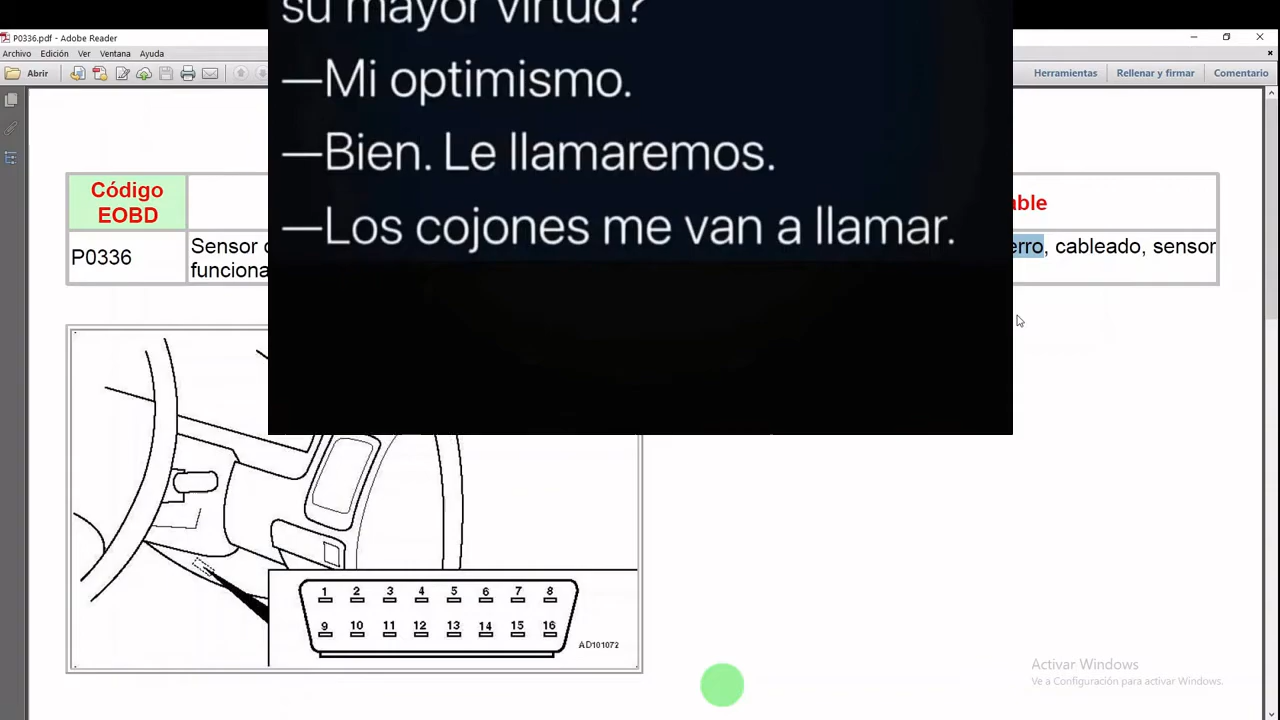 su mayor virtud?
P0336.pdf - Adobe Reader
—Mi optimismo.
Archivo Edición Ver Ventana Ayuda
Abrir
Herramientas Rellenar y firmar Comentario
—Bien. Le llamaremos.
Código
EOBD
—Los cojones me van a llamar.
P0336
Sensor
funciona
cableado, sensor
1 2 3 4 5 6 7 8
9 10 11 12 13 14 15 16
AD101072
Activar Windows
Ve a Configuración para activar Windows.